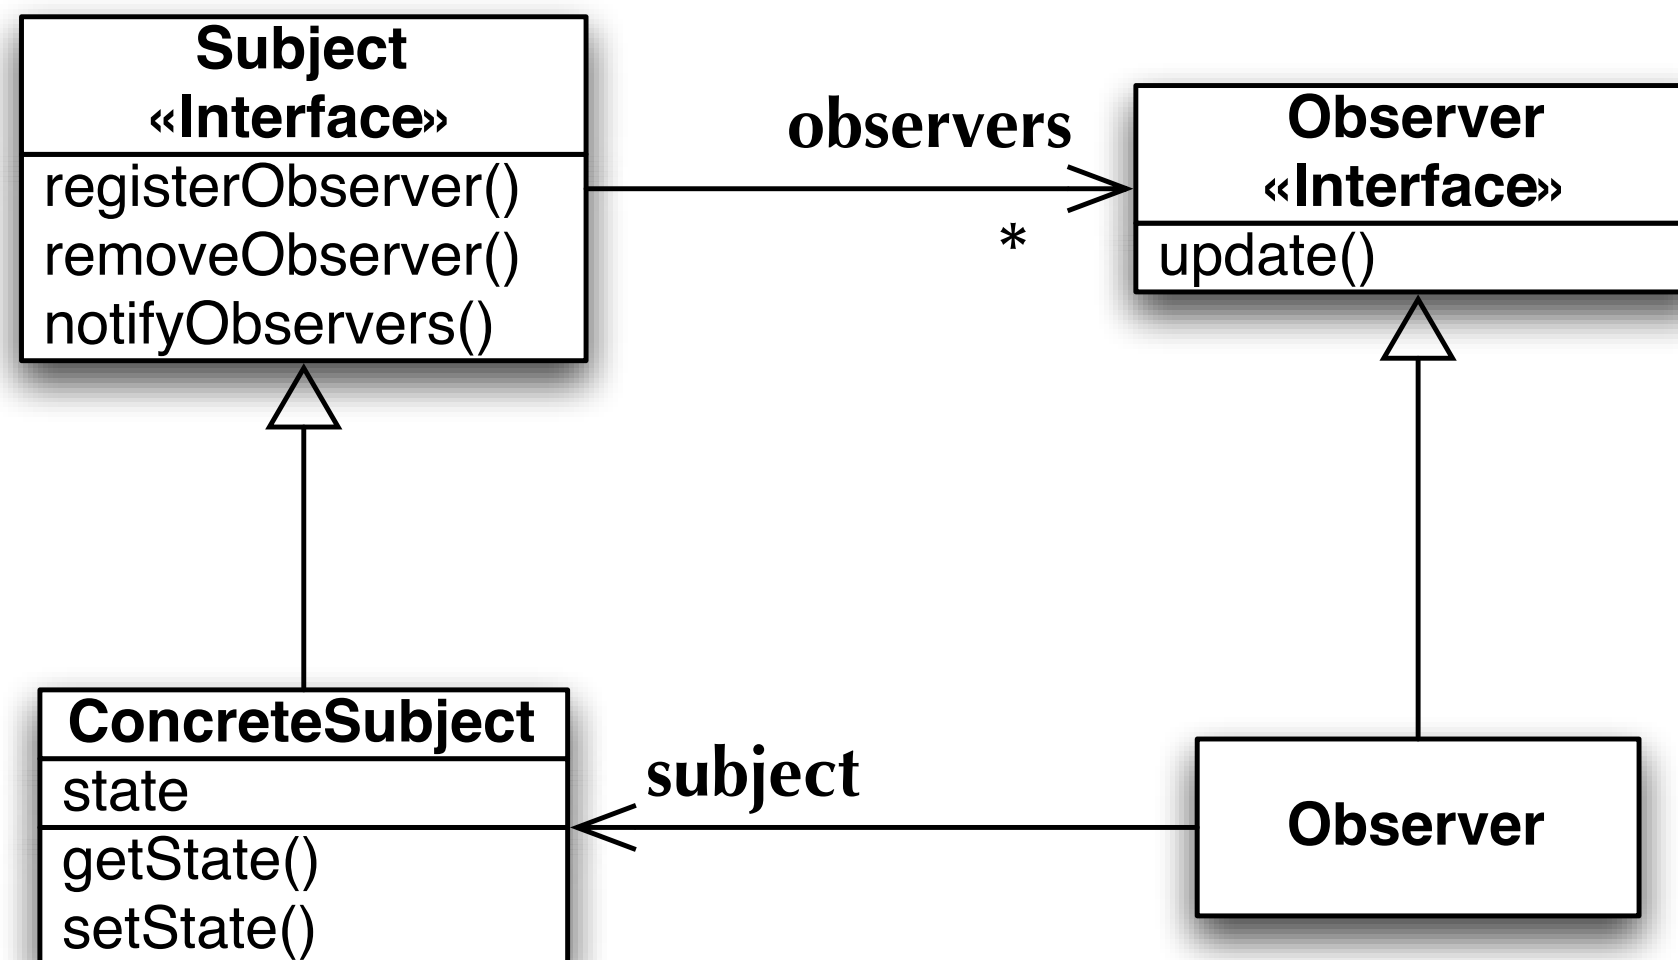 Subject
«Interface»
registerObserver()
removeObserver()
notifyObservers()
observers
*
Observer
«Interface»
update()
ConcreteSubject
state
getState()
setState()
subject
Observer